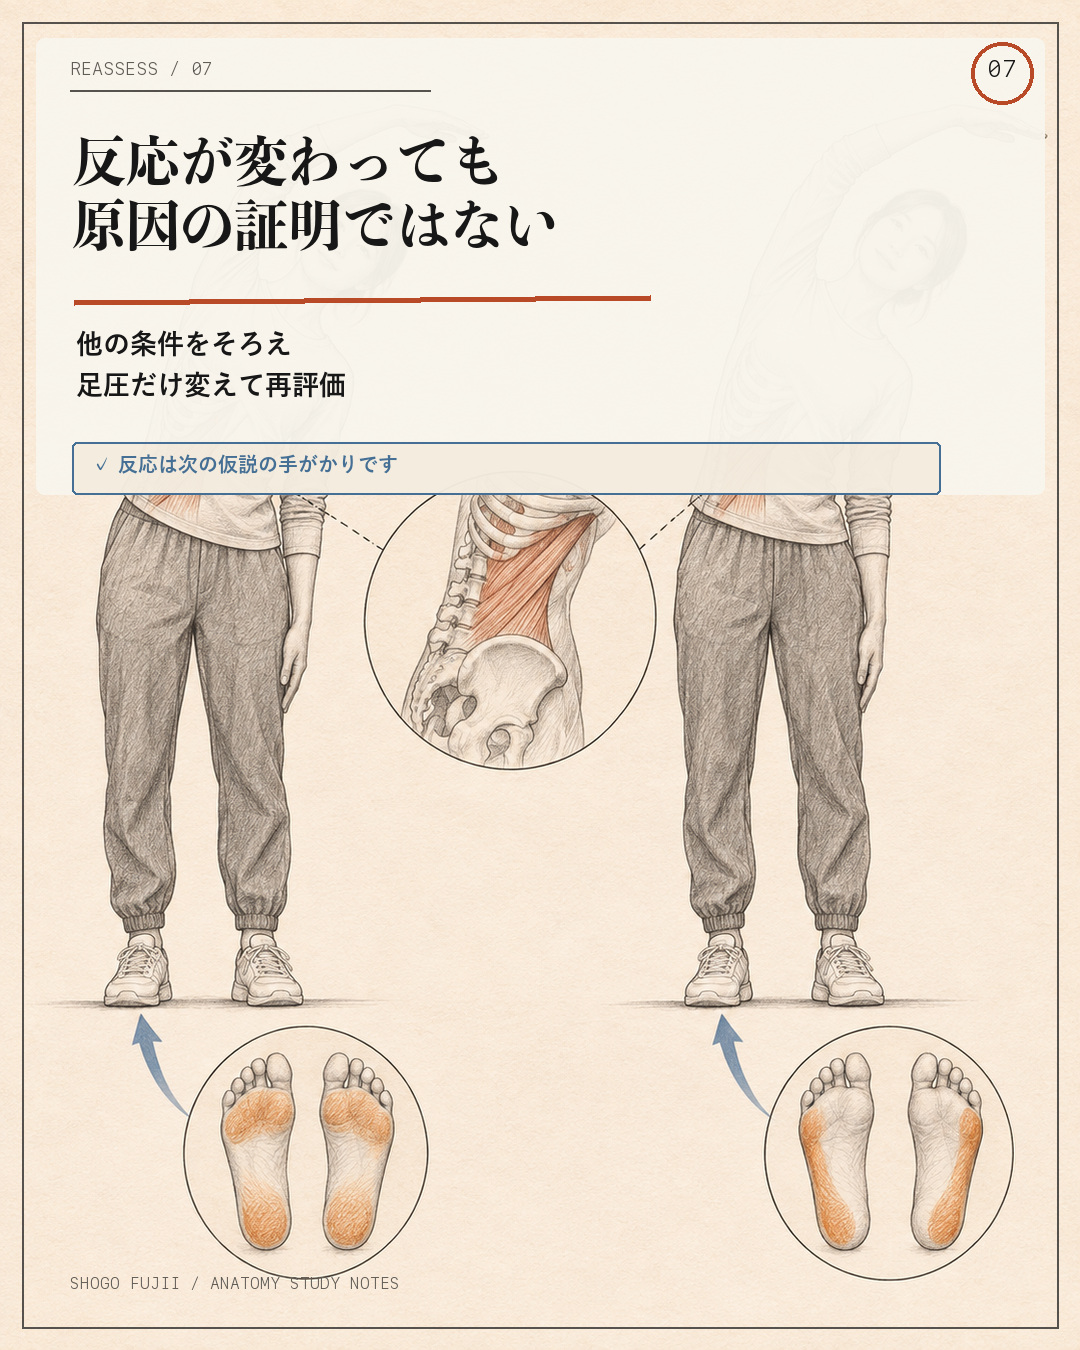 REASSESS / 07
07
反応が変わっても
原因の証明ではない
他の条件をそろえ
足圧だけ変えて再評価
✓ 反応は次の仮説の手がかりです
SHOGO FUJII / ANATOMY STUDY NOTES